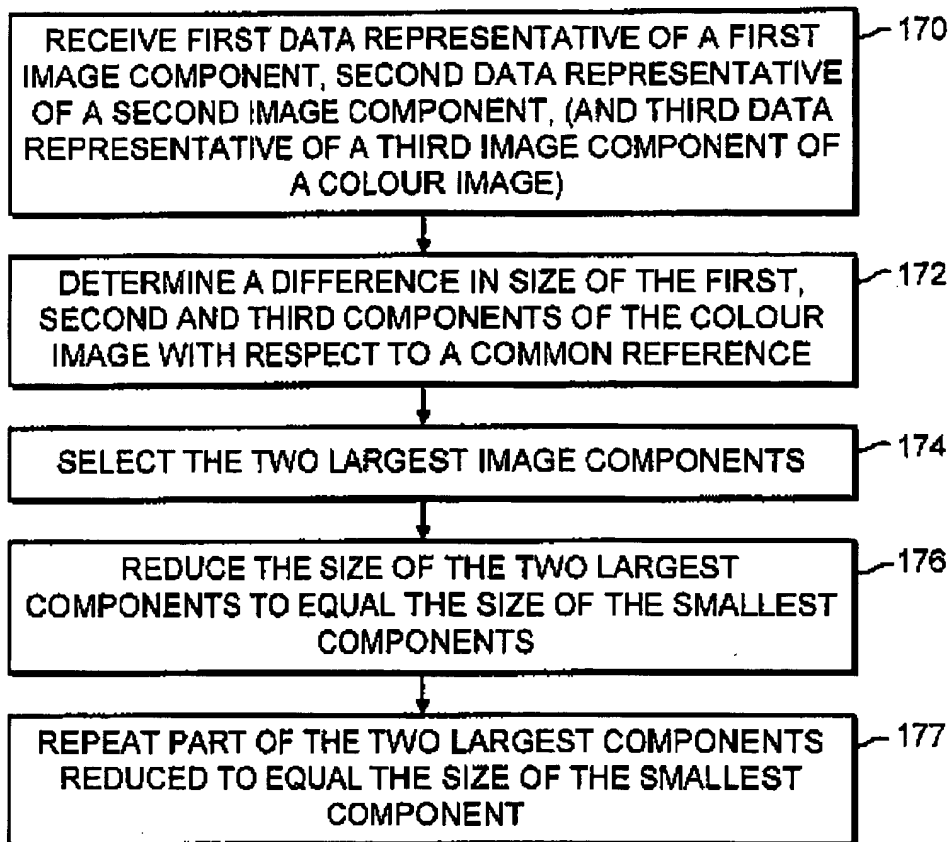 RECEIVE FIRST DATA REPRESENTATIVE OF A FIRST
IMAGE COMPONENT, SECOND DATA REPRESENTATIVE
OF A SECOND IMAGE COMPONENT, (AND THIRD DATA
REPRESENTATIVE OF A THIRD IMAGE COMPONENT OF
A COLOUR IMAGE)
170
DETERMINE A DIFFERENCE IN SIZE OF THE FIRST,
SECOND AND THIRD COMPONENTS OF THE COLOUR
IMAGE WITH RESPECT TO A COMMON REFERENCE
172
SELECT THE TWO LARGEST IMAGE COMPONENTS
174
REDUCE THE SIZE OF THE TWO LARGEST
COMPONENTS TO EQUAL THE SIZE OF THE SMALLEST
COMPONENTS
176
REPEAT PART OF THE TWO LARGEST COMPONENTS
REDUCED TO EQUAL THE SIZE OF THE SMALLEST
COMPONENT
177